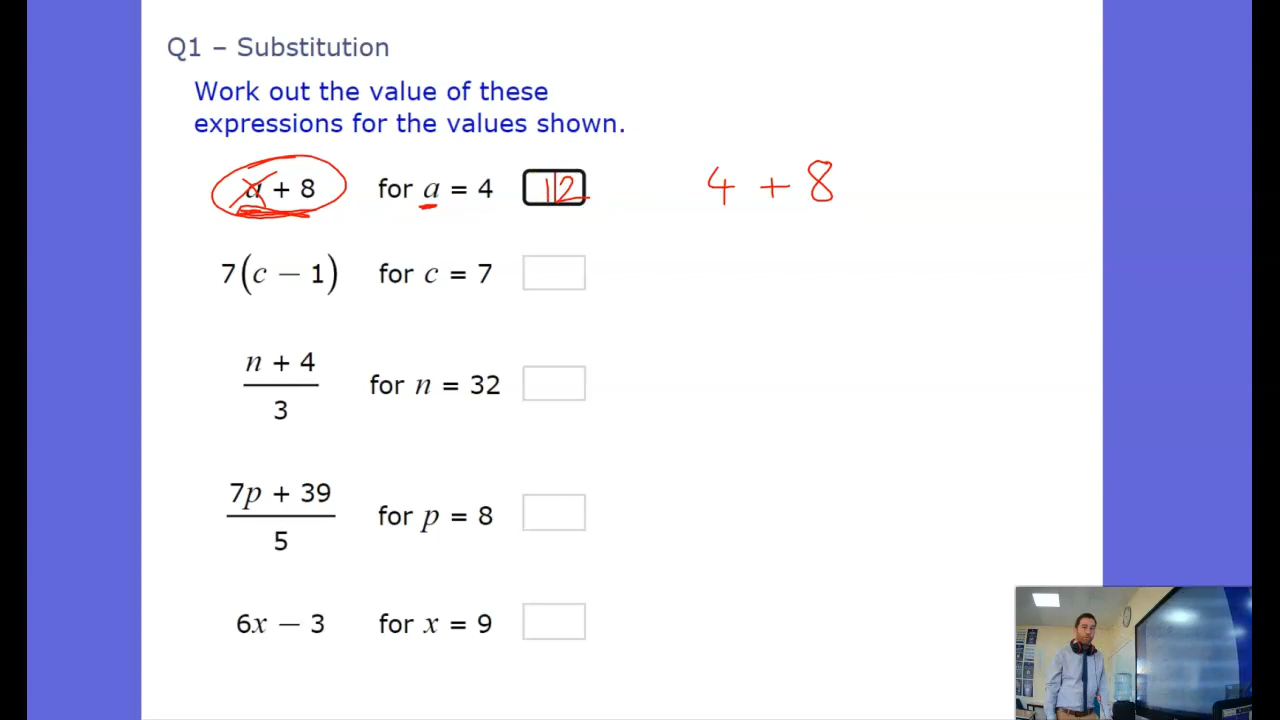 Q1 – Substitution
Work out the value of these
expressions for the values shown.
a + 8 for a = 4 12 4 + 8
7(c − 1) for c = 7
n + 4
3
for n = 32
7p + 39
5
for p = 8
6x − 3 for x = 9